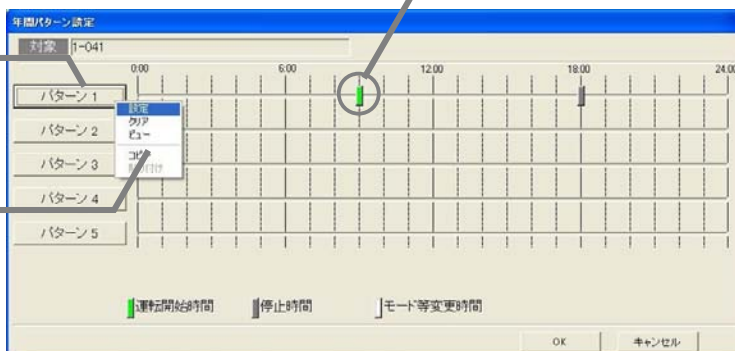 年間パターン設定
対象 1-041
0:00 6:00 12:00 18:00 24:00
パターン 1
設定
クリア
ビュー
パターン 2
パターン 3
パターン 4
パターン 5
運転開始時間 停止時間 モード等変更時間
OK キャンセル